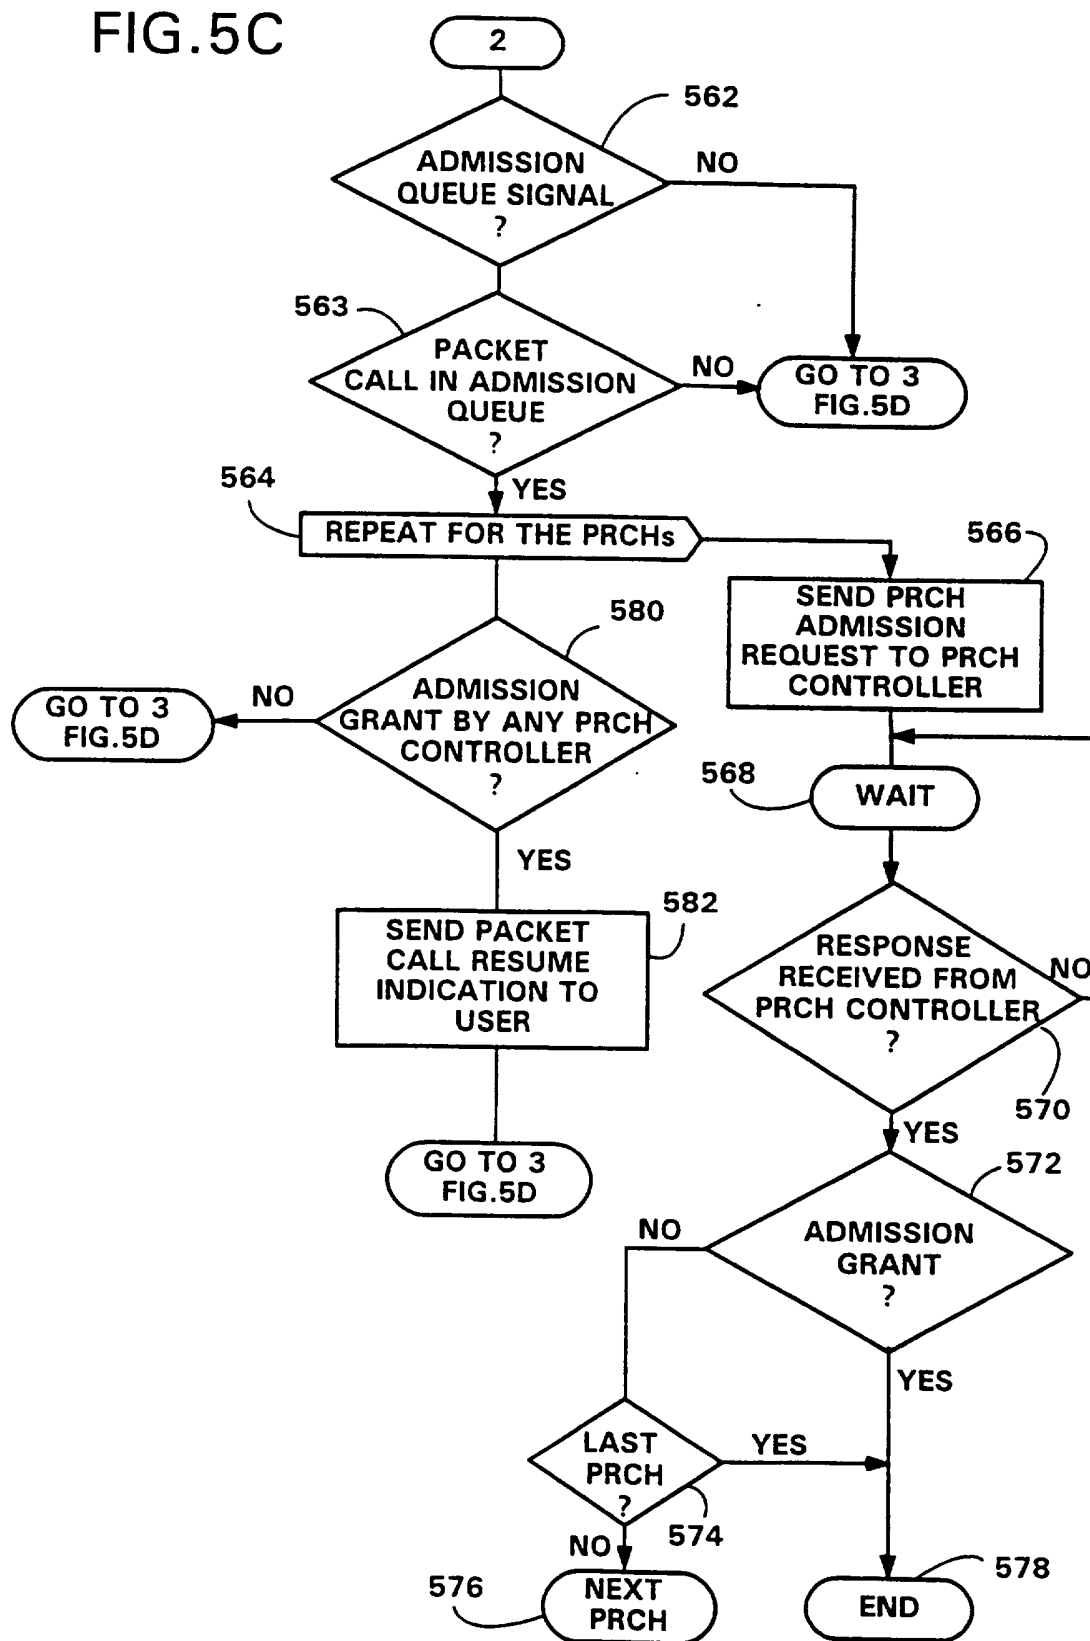 FIG.5C
2
562
ADMISSION
QUEUE SIGNAL
?
NO
563
PACKET
CALL IN ADMISSION
QUEUE
?
NO
GO TO 3
FIG.5D
YES
564
REPEAT FOR THE PRCHs
566
SEND PRCH
ADMISSION
REQUEST TO PRCH
CONTROLLER
580
ADMISSION
GRANT BY ANY PRCH
CONTROLLER
?
NO
GO TO 3
FIG.5D
568
WAIT
YES
582
SEND PACKET
CALL RESUME
INDICATION TO
USER
RESPONSE
RECEIVED FROM
PRCH CONTROLLER
?
NO
570
YES
GO TO 3
FIG.5D
572
ADMISSION
GRANT
?
NO
YES
LAST
PRCH
?
YES
574
NO
576
NEXT
PRCH
578
END